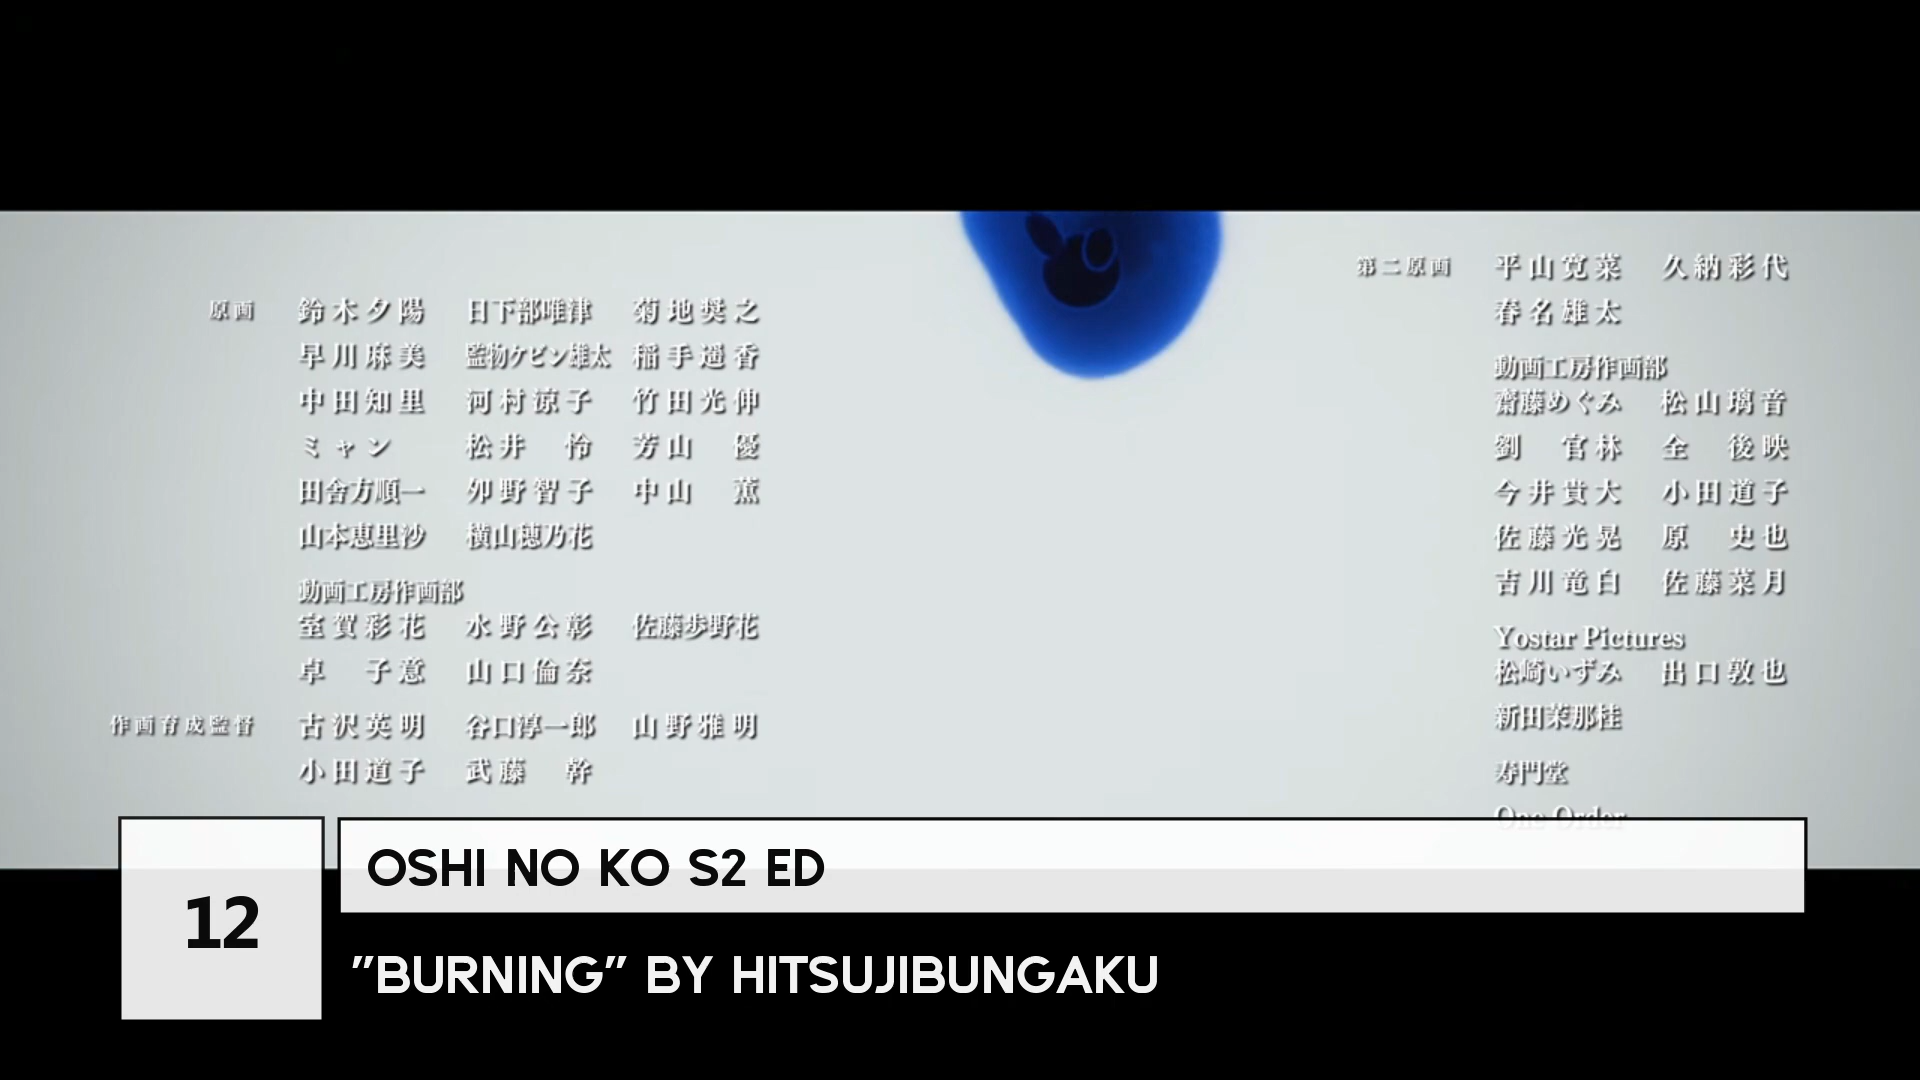 原画 鈴木夕陽 日下部唯津 菊地奨之
早川麻美 監物ケビン雄太 稲手遥香
中田知里 河村涼子 竹田光伸
ミャン 松井 怜 芳山 優
田舎方順一 夘野智子 中山 薫
山本恵里沙 横山穂乃花
動画工房作画部
室賀彩花 水野公彰 佐藤歩野花
卓 子意 山口倫奈
作画育成監督 古沢英明 谷口淳一郎 山野雅明
小田道子 武藤 幹
第二原画 平山寛菜 久納彩代
春名雄太
動画工房作画部
齋藤めぐみ 松山璃音
劉 官林 全 後映
今井貴大 小田道子
佐藤光晃 原 史也
吉川竜白 佐藤菜月
Yostar Pictures
松崎いずみ 出口敦也
新田茉那桂
寿門堂
One Order
12
OSHI NO KO S2 ED
"BURNING" BY HITSUJIBUNGAKU